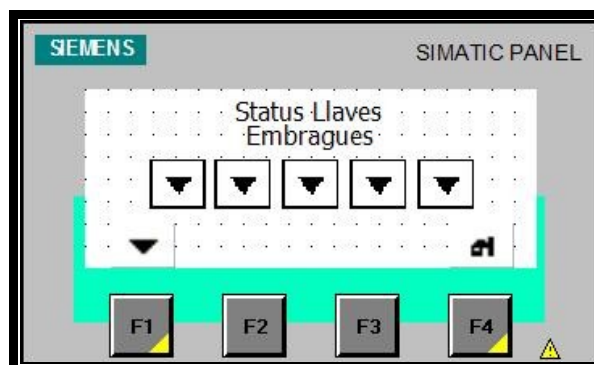 SIEMENS
SIMATIC PANEL
Status Llaves
Embragues
F1
F2
F3
F4